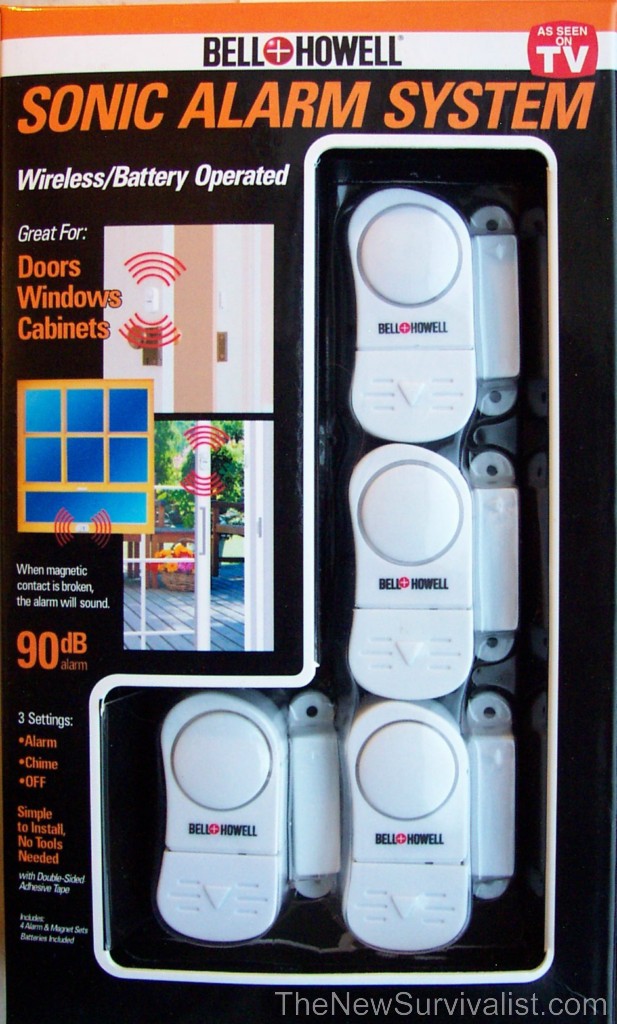 BELL+HOWELL®
AS SEEN
ON
TV
SONIC ALARM SYSTEM
Wireless/Battery Operated
Great For:
Doors
Windows
Cabinets
When magnetic
contact is broken,
the alarm will sound.
90dB
alarm
3 Settings:
•Alarm
•Chime
•OFF
Simple
to Install,
No Tools
Needed
with Double-Sided
Adhesive Tape
Includes:
4 Alarm & Magnet Sets
Batteries Included
BELL+HOWELL
BELL+HOWELL
BELL+HOWELL
BELL+HOWELL
TheNewSurvivalist.com